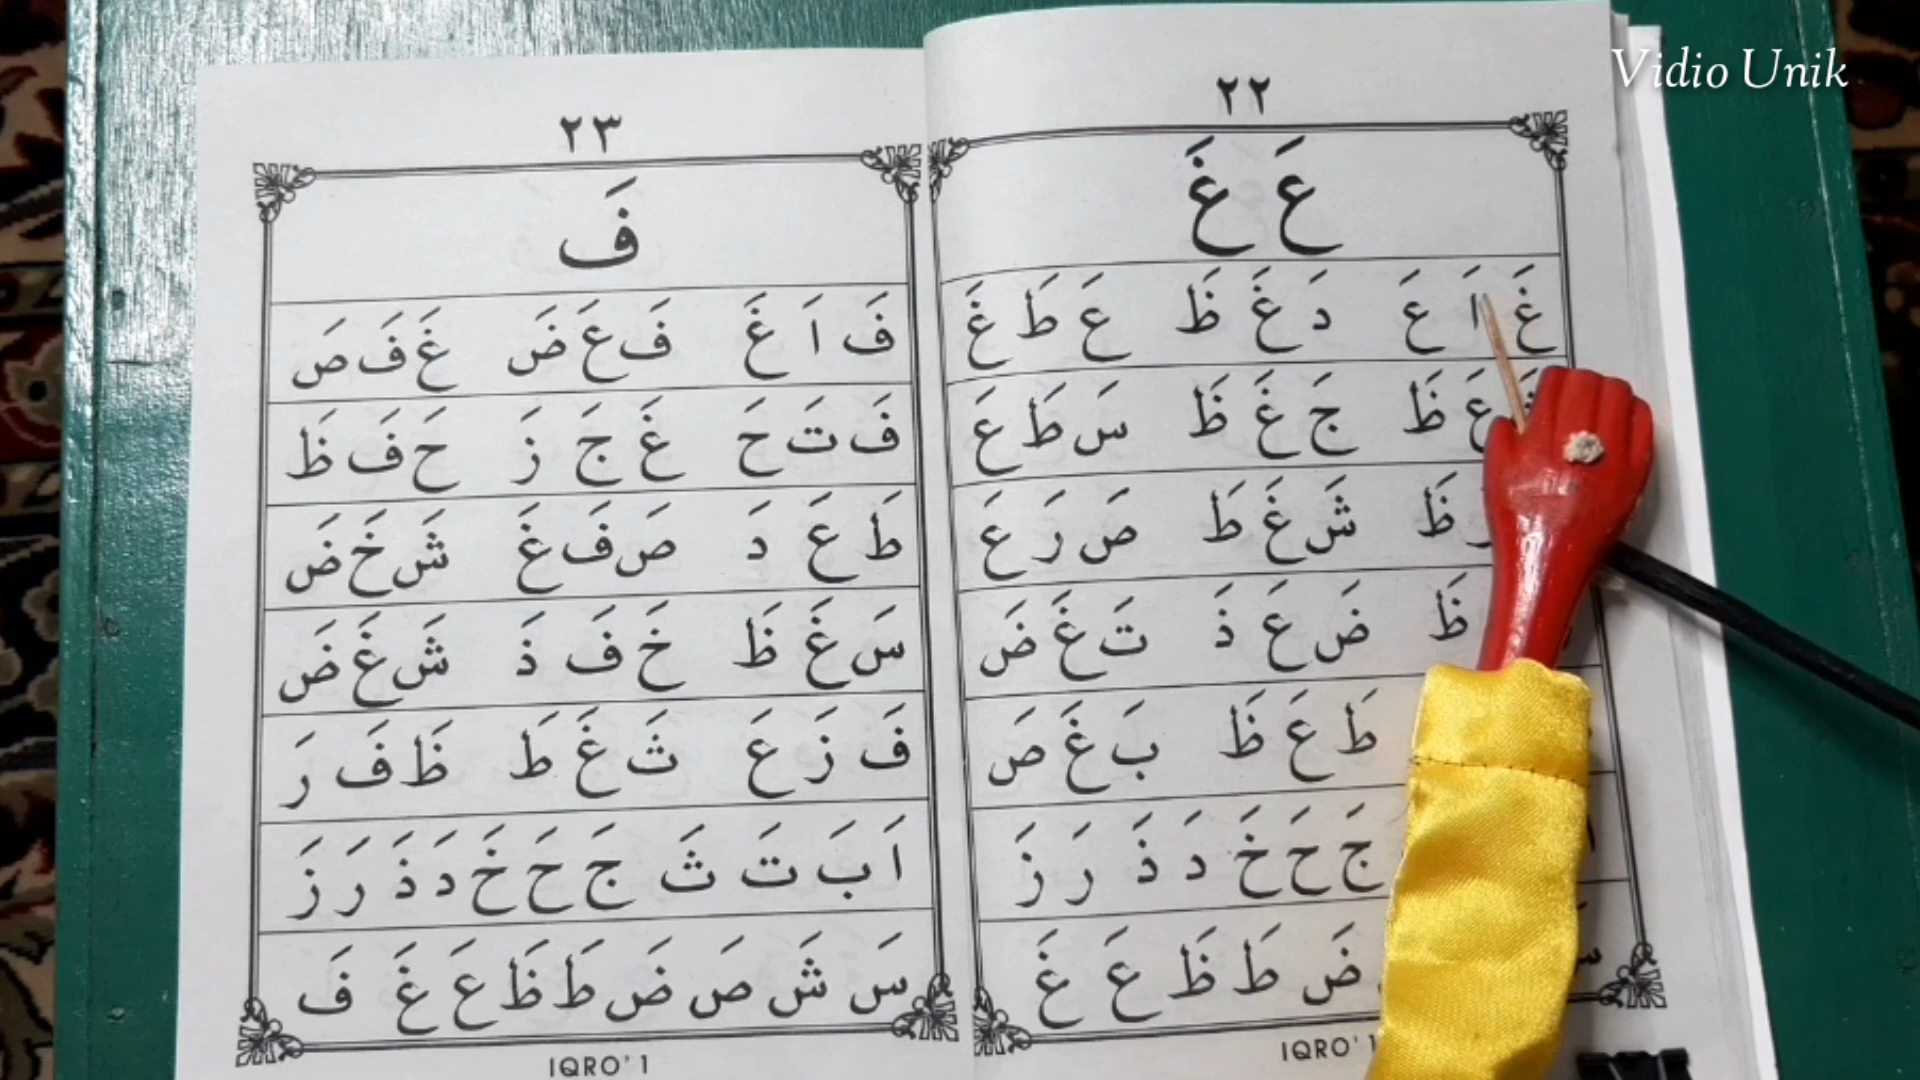 Vidio Unik
٢٢
عَ غَ
غَ اَ عَ دَ غَ ظَ عَ طَ غَ
عَ ظَ جَ غَ ظَ سَ طَ عَ
ظَ شَ غَ طَ صَ رَ عَ
ظَ ضَ عَ ذَ تَ غَ ضَ
طَ عَ ظَ بَ غَ صَ
جَ حَ خَ دَ ذَ رَ زَ
ضَ طَ ظَ عَ غَ
IQRO' 1
٢٣
فَ
فَ اَ غَ فَ عَ ضَ غَ فَ صَ
فَ تَ حَ غَ جَ زَ حَ فَ ظَ
طَ عَ دَ صَ فَ غَ شَ خَ ضَ
سَ غَ ظَ خَ فَ ذَ شَ غَ ضَ
فَ زَ عَ ثَ غَ طَ ظَ فَ رَ
اَ بَ تَ ثَ جَ حَ خَ دَ ذَ رَ زَ
سَ شَ صَ ضَ طَ ظَ عَ غَ فَ
IQRO' 1